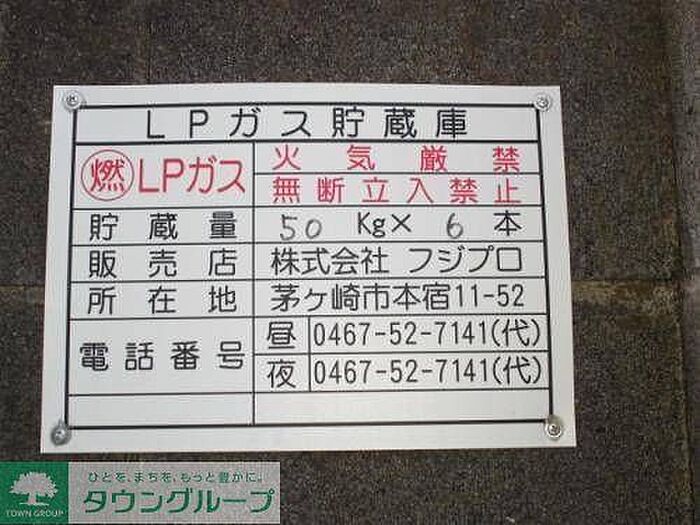 LPガス貯蔵庫
燃 LPガス
火気厳禁
無断立入禁止
貯蔵量 50 Kg× 6 本
販売店 株式会社 フジプロ
所在地 茅ヶ崎市本宿11-52
電話番号
昼 0467-52-7141(代)
夜 0467-52-7141(代)
ひとを、まちを、もっと豊かに。
タウングループ
TOWN GROUP